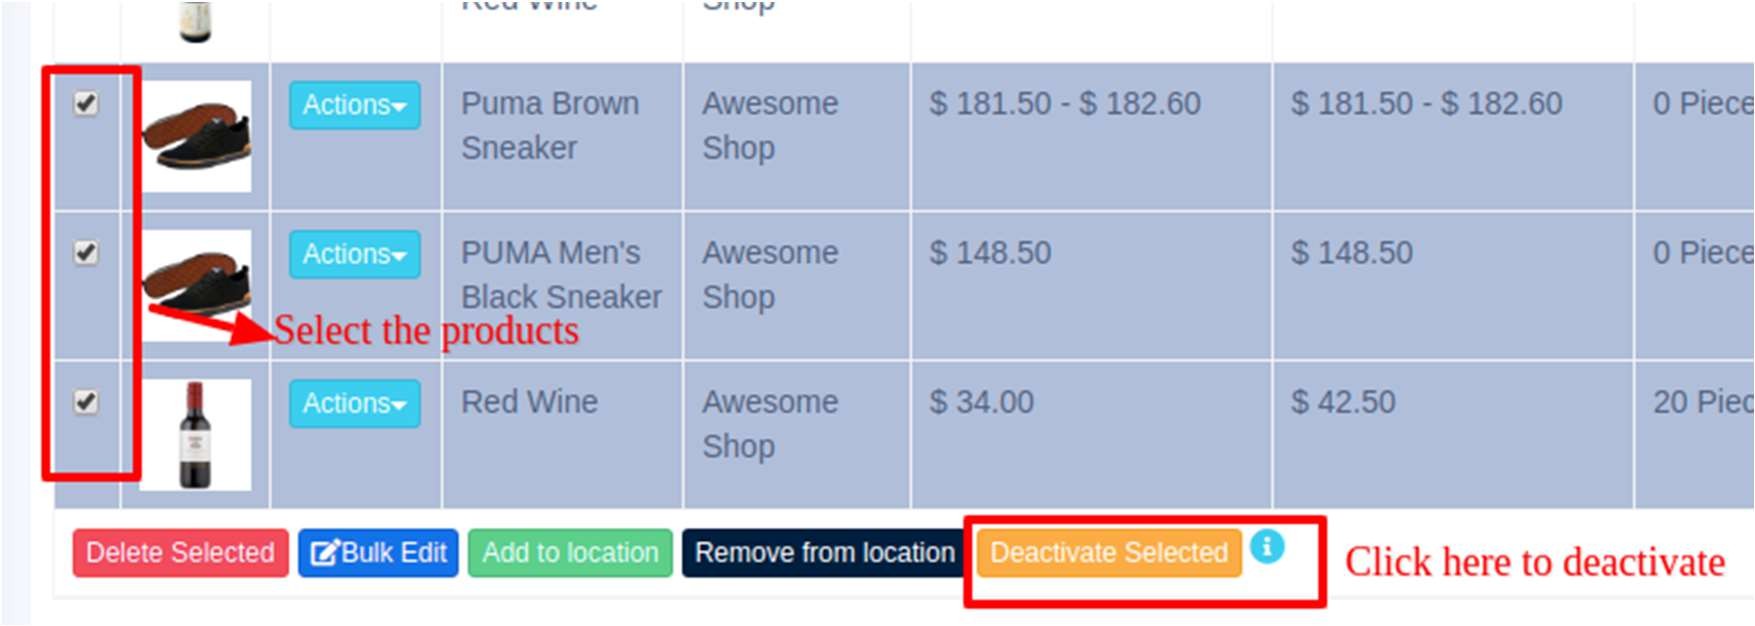 Red Wine
Shop
Actions
Puma Brown
Sneaker
Awesome
Shop
$ 181.50 - $ 182.60
$ 181.50 - $ 182.60
0 Piece
Actions
PUMA Men's
Black Sneaker
Awesome
Shop
$ 148.50
$ 148.50
0 Piece
Select the products
Actions
Red Wine
Awesome
Shop
$ 34.00
$ 42.50
20 Piec
Delete Selected
Bulk Edit
Add to location
Remove from location
Deactivate Selected
i
Click here to deactivate